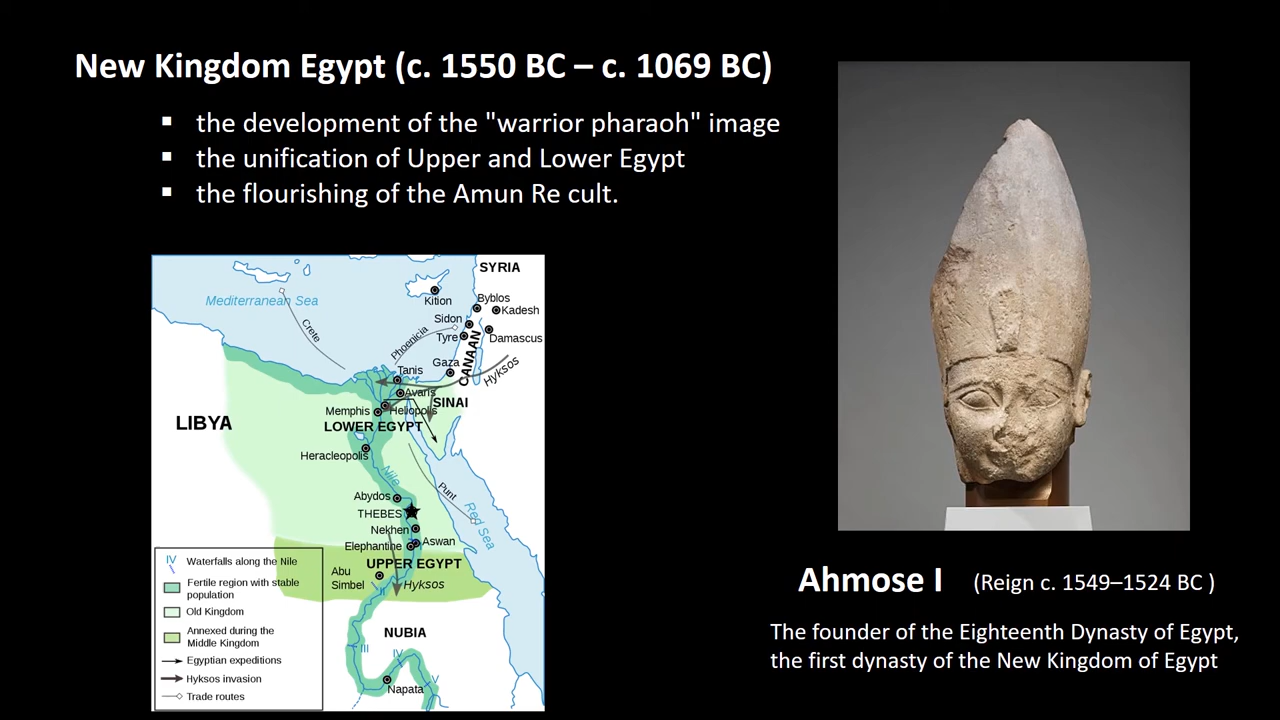 New Kingdom Egypt (c. 1550 BC – c. 1069 BC)
▪ the development of the "warrior pharaoh" image
▪ the unification of Upper and Lower Egypt
▪ the flourishing of the Amun Re cult.
SYRIA
Mediterranean Sea
Kition
Byblos
Kadesh
Sidon
Crete
Phoenicia
Tyre
Damascus
CANAAN
Gaza
Hyksos
Tanis
Avaris
SINAI
Memphis
Heliopolis
LIBYA
LOWER EGYPT
Heracleopolis
Nile
Punt
Abydos
THEBES
Red Sea
Nekhen
Aswan
Elephantine
UPPER EGYPT
Abu
Simbel
Hyksos
II
NUBIA
III
IV
V
Napata
IV Waterfalls along the Nile
Fertile region with stable
population
Old Kingdom
Annexed during the
Middle Kingdom
Egyptian expeditions
Hyksos invasion
Trade routes
Ahmose I (Reign c. 1549–1524 BC )
The founder of the Eighteenth Dynasty of Egypt,
the first dynasty of the New Kingdom of Egypt